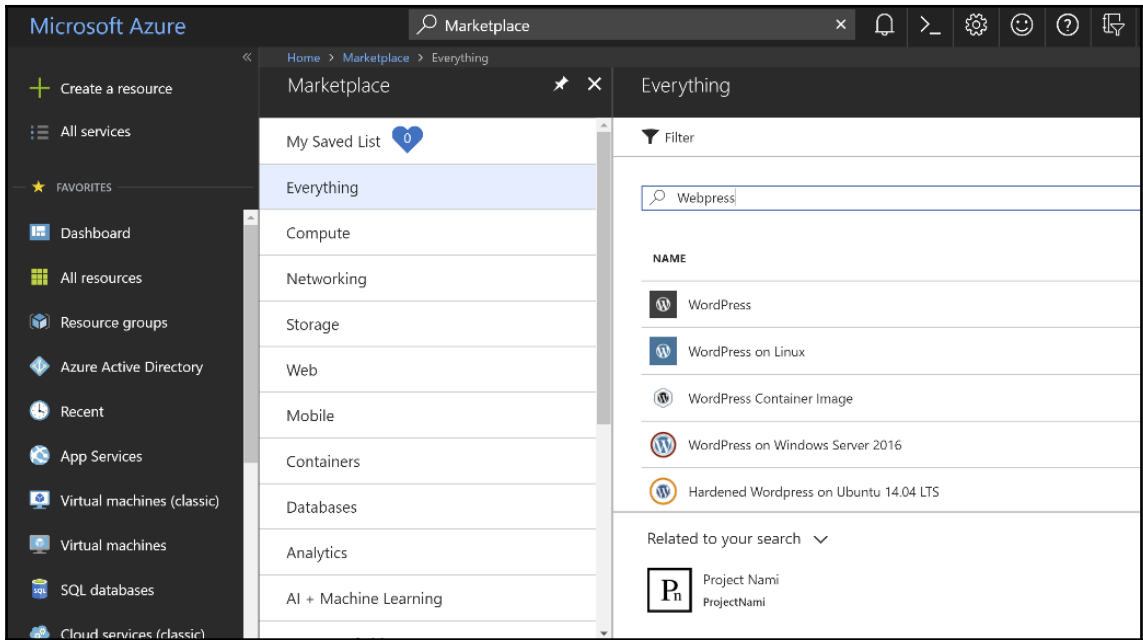 Microsoft Azure
Marketplace
Home > Marketplace > Everything
Create a resource
All services
FAVORITES
Dashboard
All resources
Resource groups
Azure Active Directory
Recent
App Services
Virtual machines (classic)
Virtual machines
SQL databases
Cloud services (classic)
Marketplace
My Saved List 0
Everything
Compute
Networking
Storage
Web
Mobile
Containers
Databases
Analytics
AI + Machine Learning
Everything
Filter
Webpress
NAME
WordPress
WordPress on Linux
WordPress Container Image
WordPress on Windows Server 2016
Hardened Wordpress on Ubuntu 14.04 LTS
Related to your search
Pn
Project Nami
ProjectNami